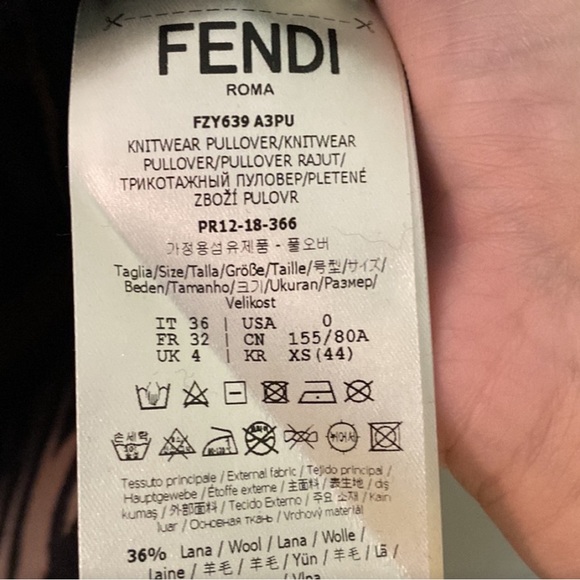 FENDI
ROMA
FZY639 A3PU
KNITWEAR PULLOVER/KNITWEAR
PULLOVER/PULLOVER RAJUT/
ТРИКОТАЖНЫЙ ПУЛОВЕР/PLETENÉ
ZBOŽÍ PULOVR
PR12-18-366
가정용섬유제품 - 풀오버
Taglia/Size/Talla/Größe/Taille/号型/サイズ/
Beden/Tamanho/크기/Ukuran/Размер/
Velikost
IT 36 | USA 0
FR 32 | CN 155/80A
UK 4 | KR XS(44)
손세탁
Tessuto principale / External fabric / Tejido principal /
Hauptgewebe / Étoffe externe / 主面料 / 表生地 / dış
kumaş / 外部面料 / Tecido Externo / 주요 소재 / Kain
luar / Основная ткань / Vrchový materiál
36% Lana / Wool / Lana / Wolle /
Laine / 羊毛 / 羊毛 / Yün / 羊毛 / Lã /